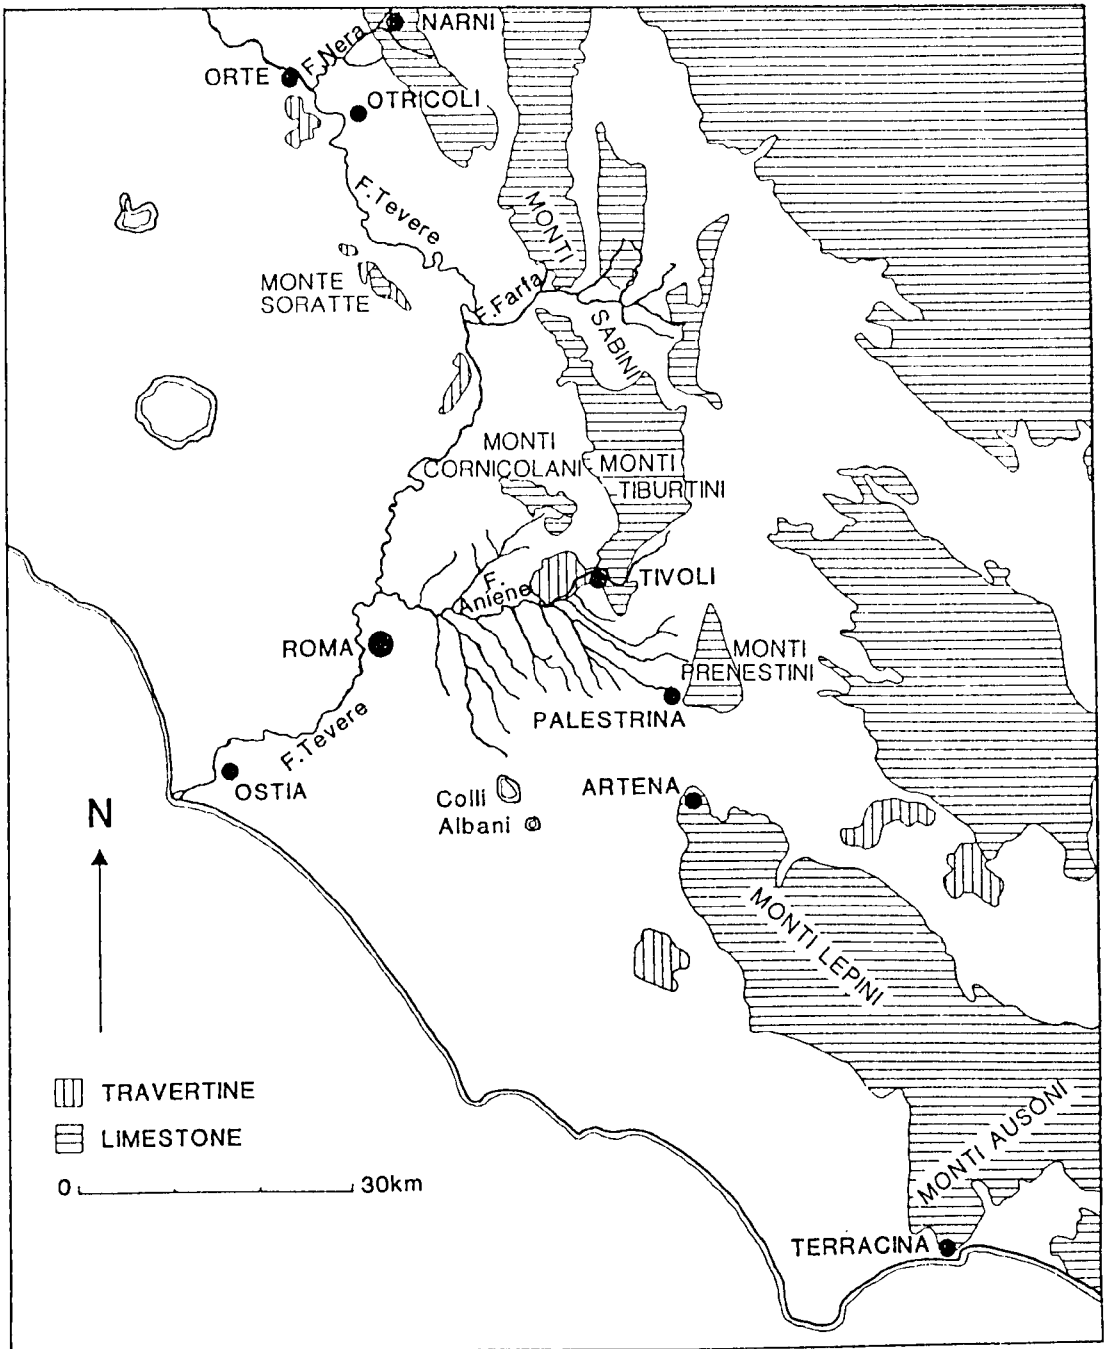 NARNI
F.Nera
ORTE
OTRICOLI
F.Tevere
MONTI
SABINI
MONTE
SORATTE
F.Farfa
MONTI
CORNICOLANI
MONTI
TIBURTINI
F.
Aniene
TIVOLI
ROMA
MONTI
PRENESTINI
PALESTRINA
F.Tevere
OSTIA
ARTENA
Colli
Albani
N
MONTI LEPINI
TRAVERTINE
LIMESTONE
0 30km
MONTI AUSONI
TERRACINA